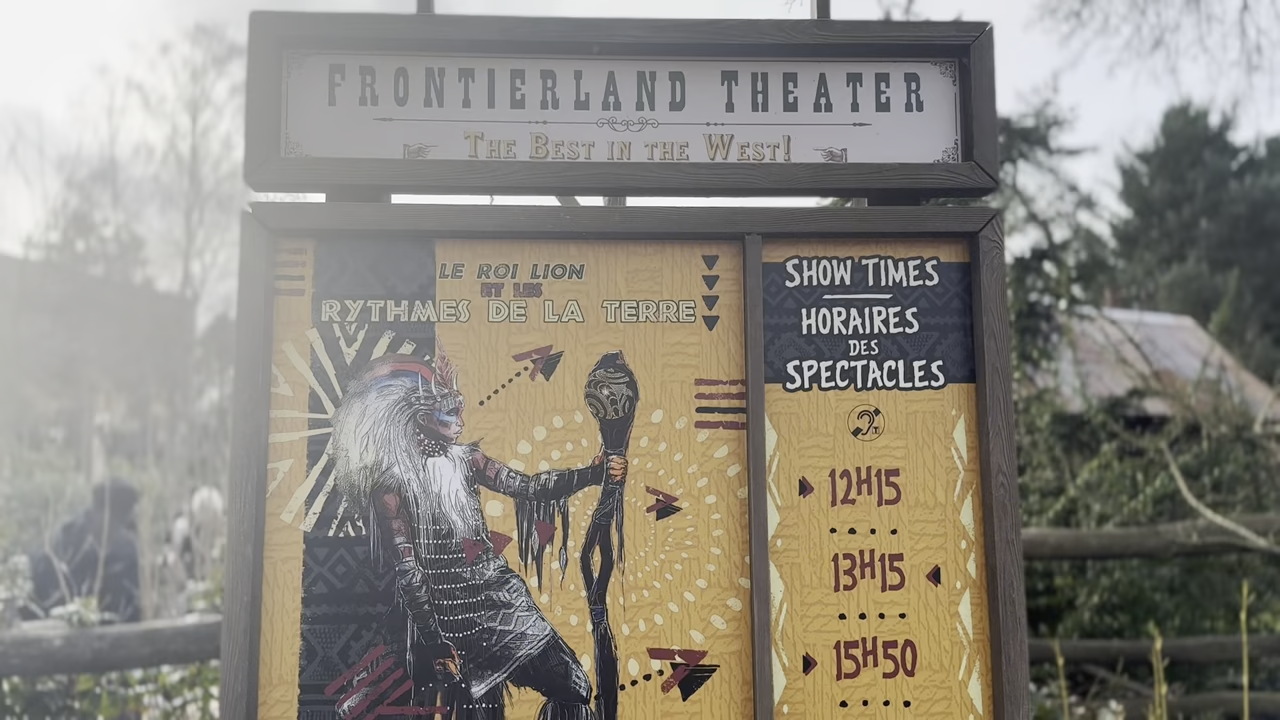 FRONTIERLAND THEATER
THE BEST IN THE WEST!
LE ROI LION
ET LES
RYTHMES DE LA TERRE
SHOW TIMES
HORAIRES
DES
SPECTACLES
12H15
13H15
15H50